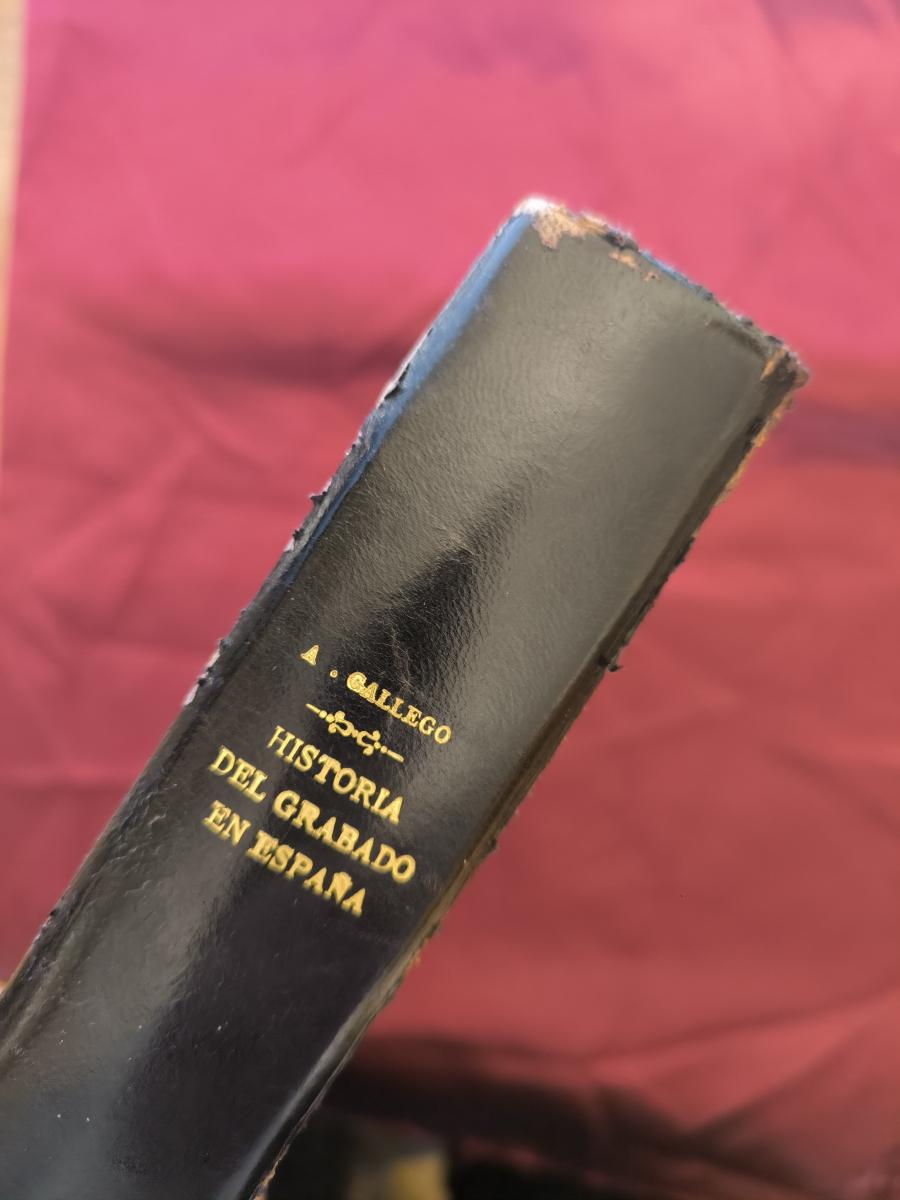 A . GALLEGO
HISTORIA
DEL GRABADO
EN ESPAÑA